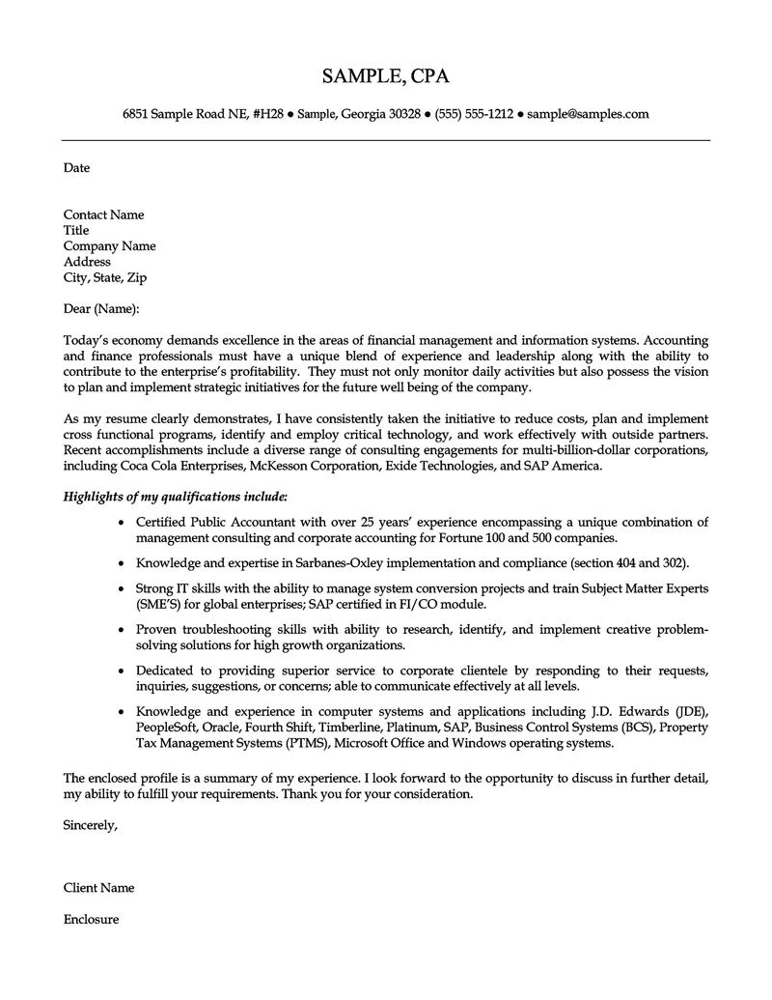 SAMPLE, CPA
6851 Sample Road NE, #H28 ● Sample, Georgia 30328 ● (555) 555-1212 ● sample@samples.com
Date
Contact Name
Title
Company Name
Address
City, State, Zip
Dear (Name):
Today’s economy demands excellence in the areas of financial management and information systems. Accounting
and finance professionals must have a unique blend of experience and leadership along with the ability to
contribute to the enterprise’s profitability.  They must not only monitor daily activities but also possess the vision
to plan and implement strategic initiatives for the future well being of the company.
As my resume clearly demonstrates, I have consistently taken the initiative to reduce costs, plan and implement
cross functional programs, identify and employ critical technology, and work effectively with outside partners.
Recent accomplishments include a diverse range of consulting engagements for multi-billion-dollar corporations,
including Coca Cola Enterprises, McKesson Corporation, Exide Technologies, and SAP America.
Highlights of my qualifications include:
• Certified Public Accountant with over 25 years’ experience encompassing a unique combination of
management consulting and corporate accounting for Fortune 100 and 500 companies.
• Knowledge and expertise in Sarbanes-Oxley implementation and compliance (section 404 and 302).
• Strong IT skills with the ability to manage system conversion projects and train Subject Matter Experts
(SME’S) for global enterprises; SAP certified in FI/CO module.
• Proven troubleshooting skills with ability to research, identify, and implement creative problem-
solving solutions for high growth organizations.
• Dedicated to providing superior service to corporate clientele by responding to their requests,
inquiries, suggestions, or concerns; able to communicate effectively at all levels.
• Knowledge and experience in computer systems and applications including J.D. Edwards (JDE),
PeopleSoft, Oracle, Fourth Shift, Timberline, Platinum, SAP, Business Control Systems (BCS), Property
Tax Management Systems (PTMS), Microsoft Office and Windows operating systems.
The enclosed profile is a summary of my experience. I look forward to the opportunity to discuss in further detail,
my ability to fulfill your requirements. Thank you for your consideration.
Sincerely,
Client Name
Enclosure